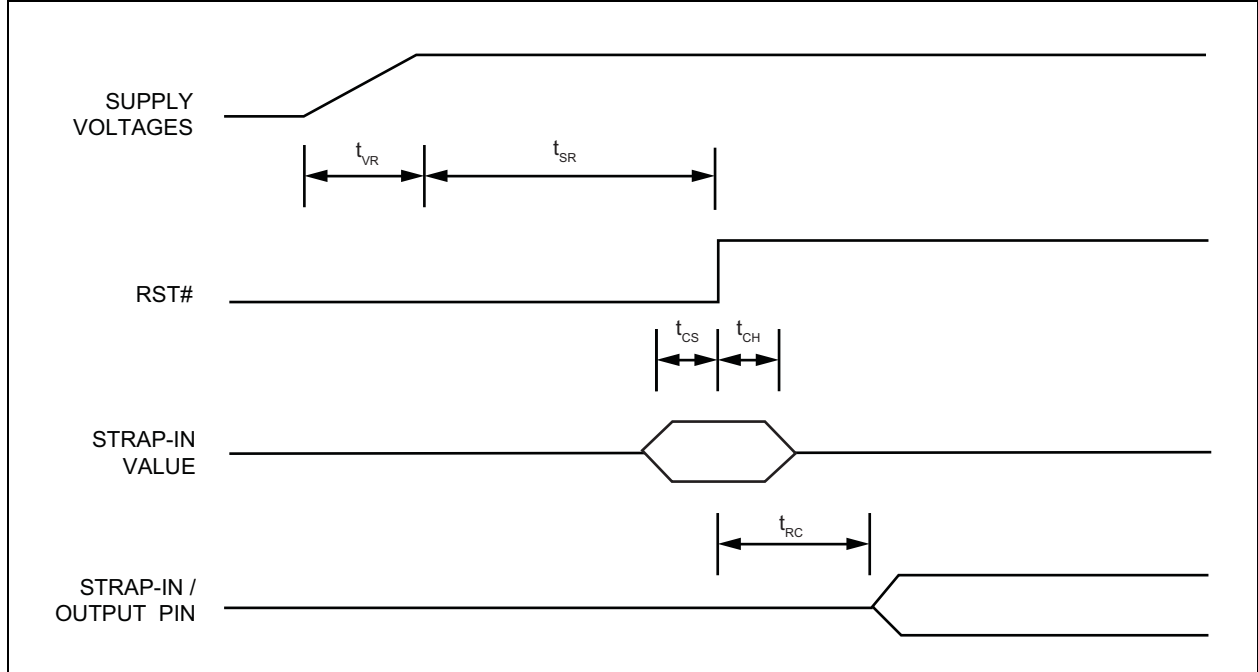 SUPPLY
VOLTAGES
tVR
tSR
RST#
tCS
tCH
STRAP-IN
VALUE
tRC
STRAP-IN /
OUTPUT PIN